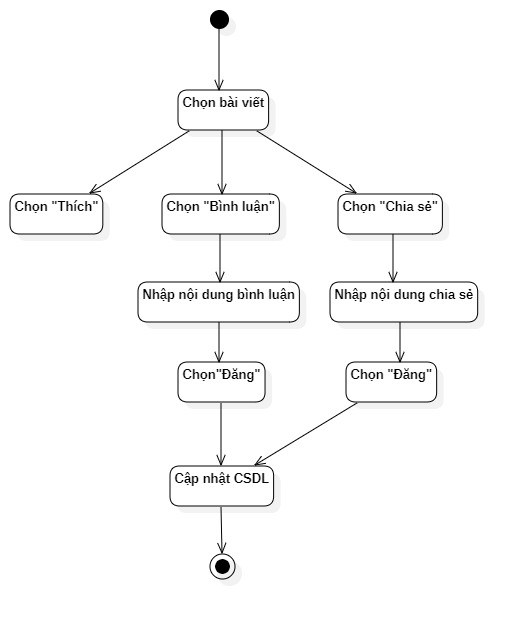 Chọn bài viết
Chọn "Thích"
Chọn "Bình luận"
Chọn "Chia sẻ"
Nhập nội dung bình luận
Nhập nội dung chia sẻ
Chọn"Đăng"
Chọn "Đăng"
Cập nhật CSDL